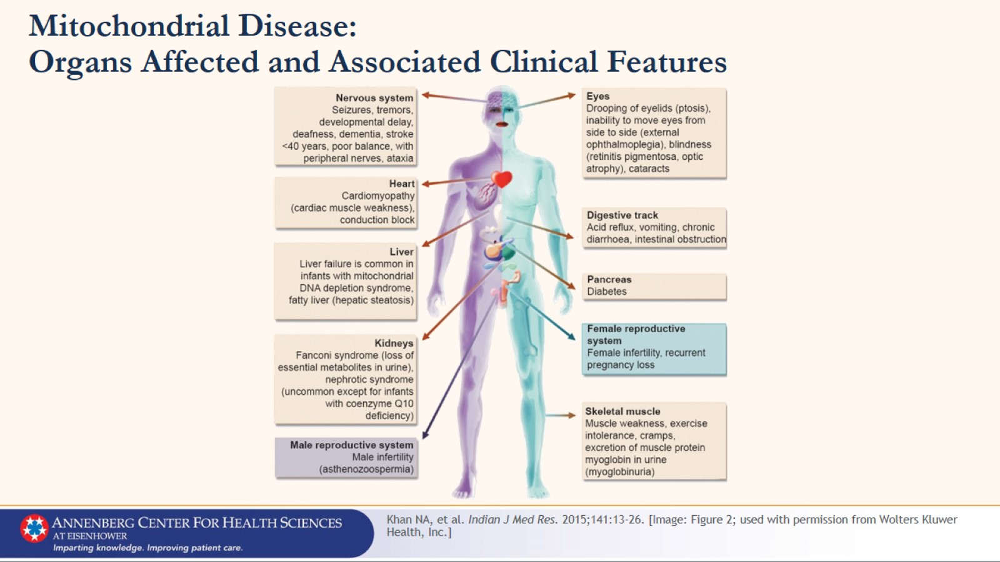 Mitochondrial Disease:
Organs Affected and Associated Clinical Features
Nervous system
Seizures, tremors,
developmental delay,
deafness, dementia, stroke
<40 years, poor balance, with
peripheral nerves, ataxia
Heart
Cardiomyopathy
(cardiac muscle weakness),
conduction block
Liver
Liver failure is common in
infants with mitochondrial
DNA depletion syndrome,
fatty liver (hepatic steatosis)
Kidneys
Fanconi syndrome (loss of
essential metabolites in urine),
nephrotic syndrome
(uncommon except for infants
with coenzyme Q10
deficiency)
Male reproductive system
Male infertility
(asthenozoospermia)
Eyes
Drooping of eyelids (ptosis),
inability to move eyes from
side to side (external
ophthalmoplegia), blindness
(retinitis pigmentosa, optic
atrophy), cataracts
Digestive track
Acid reflux, vomiting, chronic
diarrhoea, intestinal obstruction
Pancreas
Diabetes
Female reproductive
system
Female infertility, recurrent
pregnancy loss
Skeletal muscle
Muscle weakness, exercise
intolerance, cramps,
excretion of muscle protein
myoglobin in urine
(myoglobinuria)
ANNENBERG CENTER FOR HEALTH SCIENCES
AT EISENHOWER
Imparting knowledge. Improving patient care.
Khan NA, et al. Indian J Med Res. 2015;141:13-26. [Image: Figure 2; used with permission from Wolters Kluwer
Health, Inc.]